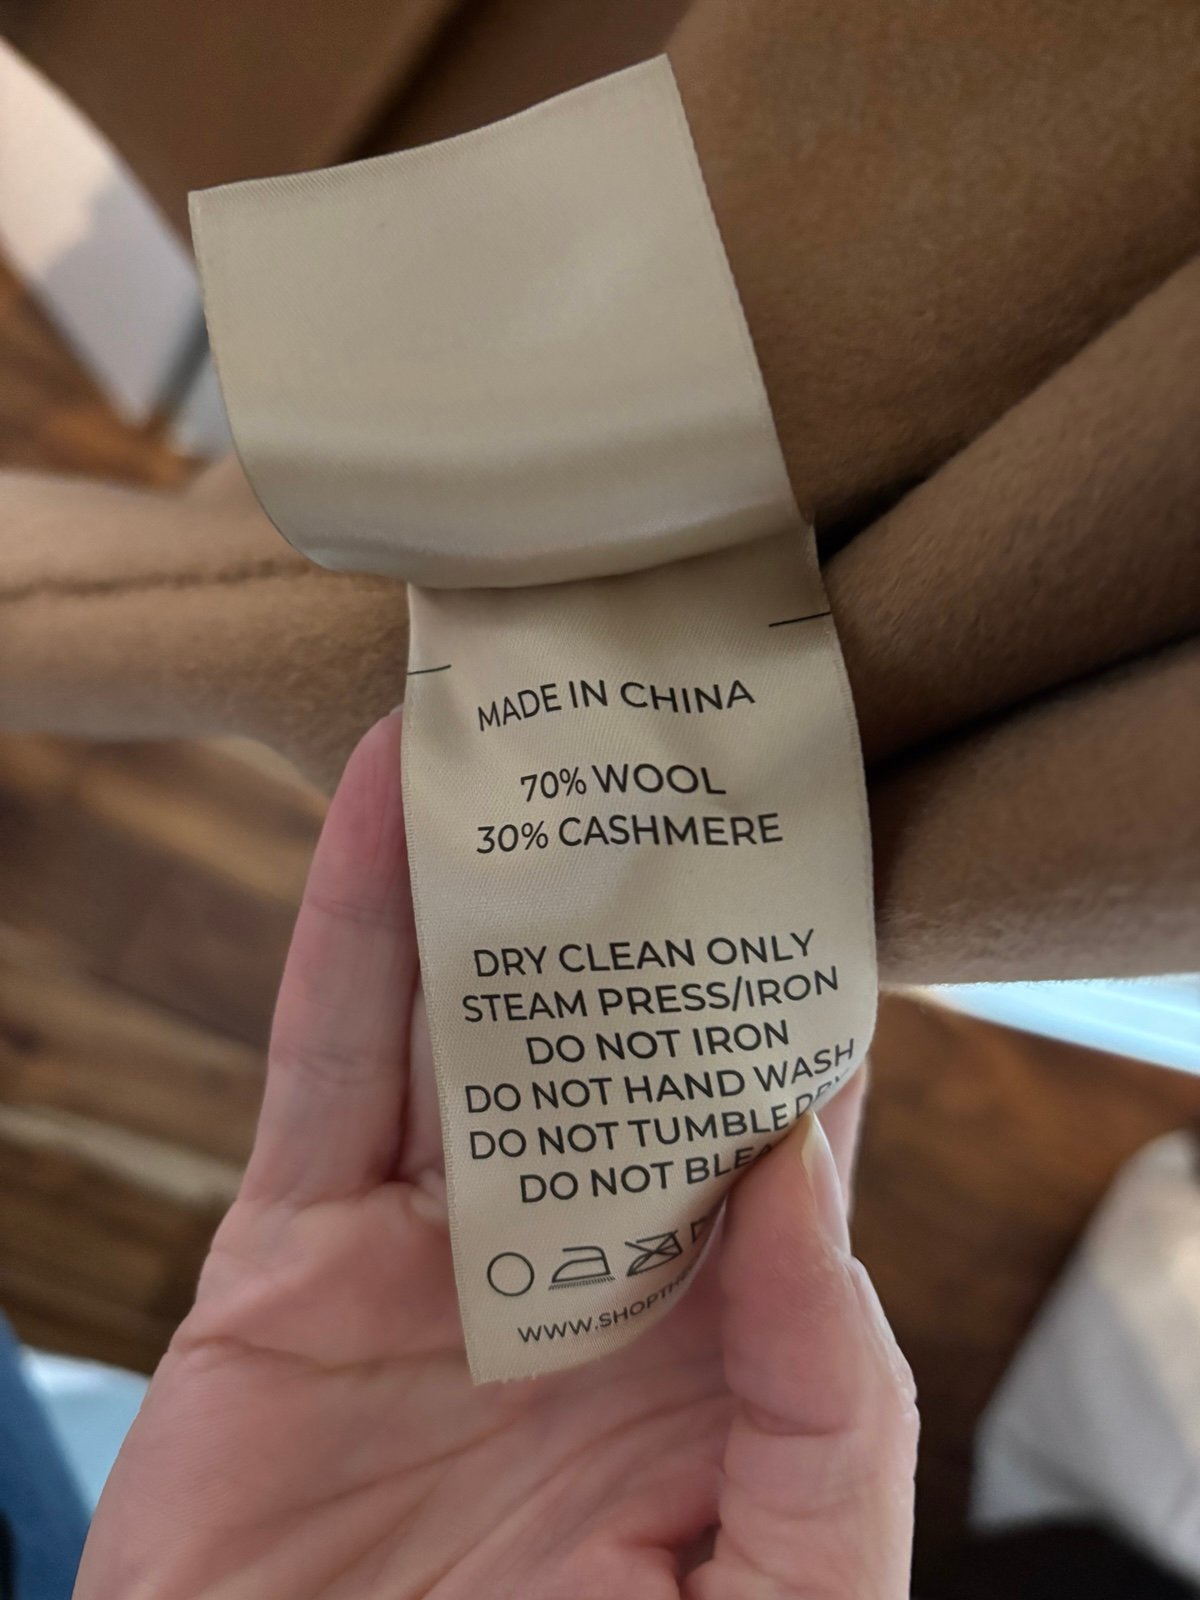 MADE IN CHINA
70% WOOL
30% CASHMERE
DRY CLEAN ONLY
STEAM PRESS/IRON
DO NOT IRON
DO NOT HAND WASH
DO NOT TUMBLE DRY
DO NOT